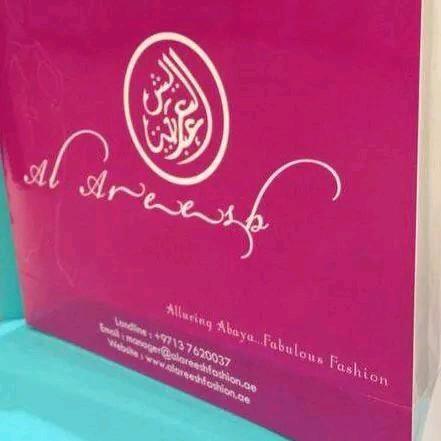 Al Areesh
Alluring Abaya...Fabulous Fashion
Landline : +9713 7620037
Email : manager@alareeshfashion.ae
Website : www.alareeshfashion.ae